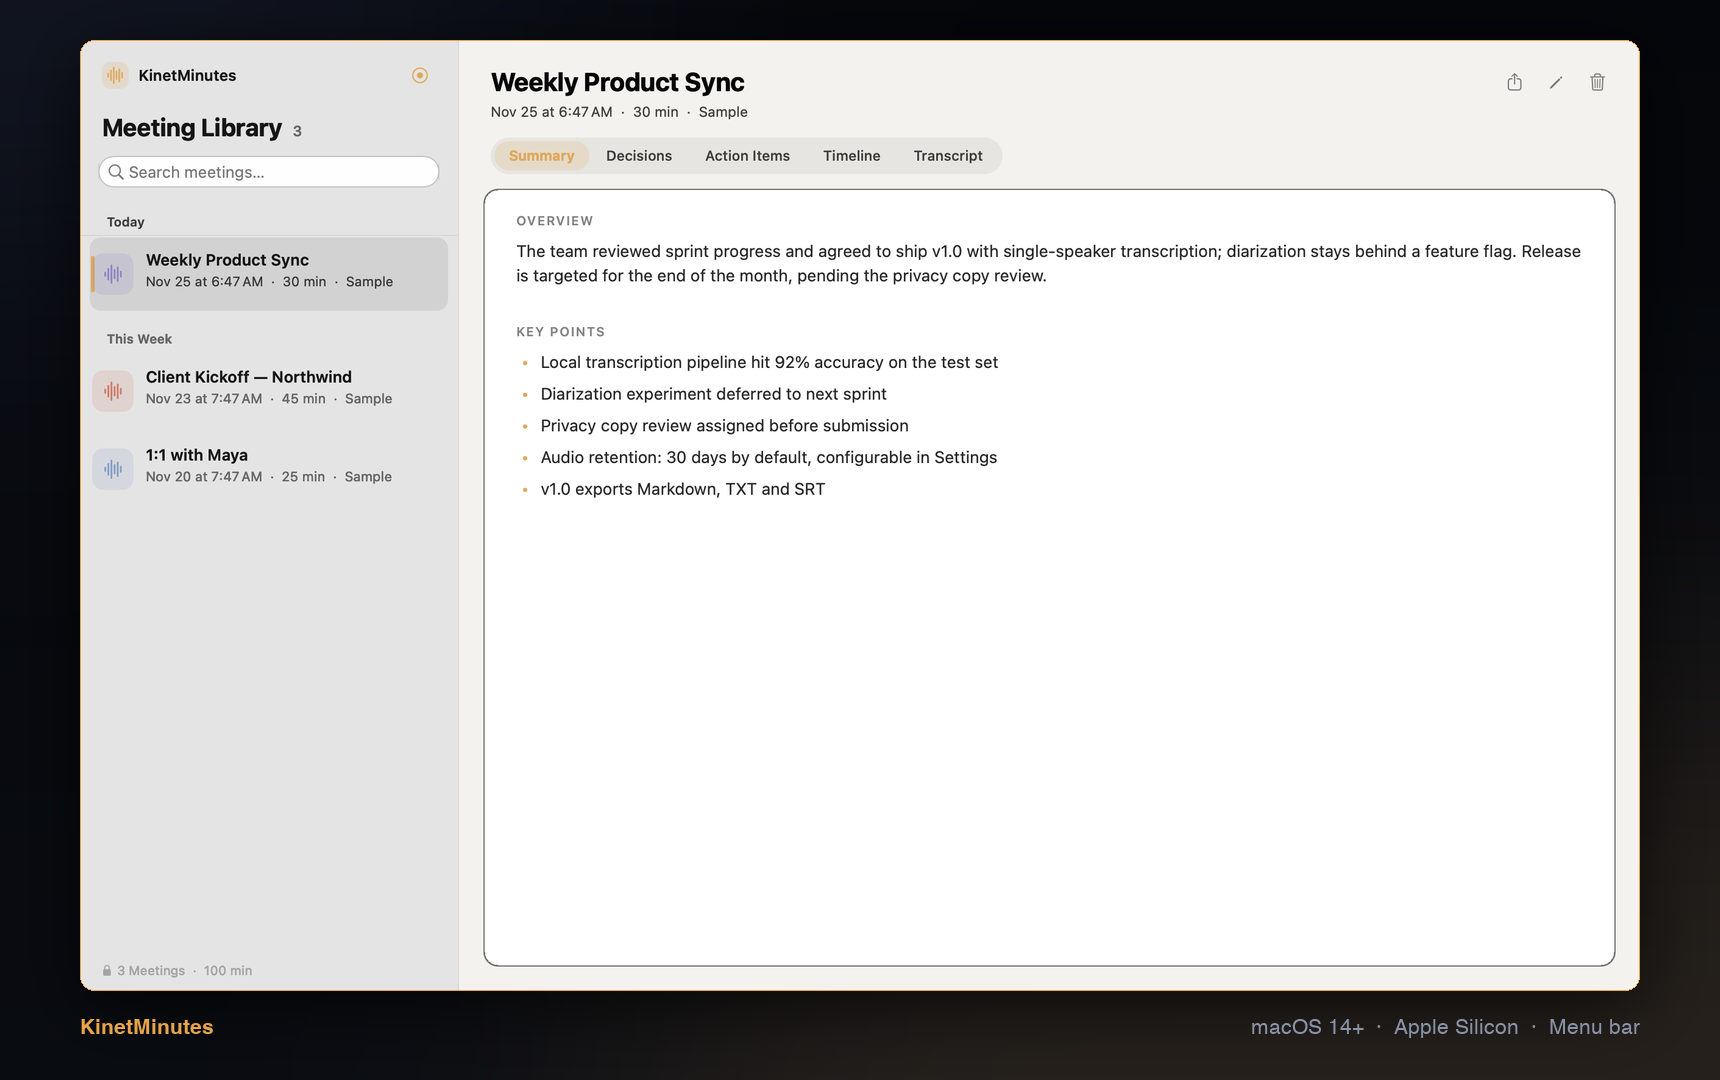 KinetMinutes
Meeting Library 3
Search meetings...
Today
Weekly Product Sync
Nov 25 at 6:47 AM · 30 min · Sample
This Week
Client Kickoff — Northwind
Nov 23 at 7:47 AM · 45 min · Sample
1:1 with Maya
Nov 20 at 7:47 AM · 25 min · Sample
3 Meetings · 100 min
Weekly Product Sync
Nov 25 at 6:47 AM · 30 min · Sample
Summary Decisions Action Items Timeline Transcript
OVERVIEW
The team reviewed sprint progress and agreed to ship v1.0 with single-speaker transcription; diarization stays behind a feature flag. Release
is targeted for the end of the month, pending the privacy copy review.
KEY POINTS
• Local transcription pipeline hit 92% accuracy on the test set
• Diarization experiment deferred to next sprint
• Privacy copy review assigned before submission
• Audio retention: 30 days by default, configurable in Settings
• v1.0 exports Markdown, TXT and SRT
KinetMinutes
macOS 14+ · Apple Silicon · Menu bar